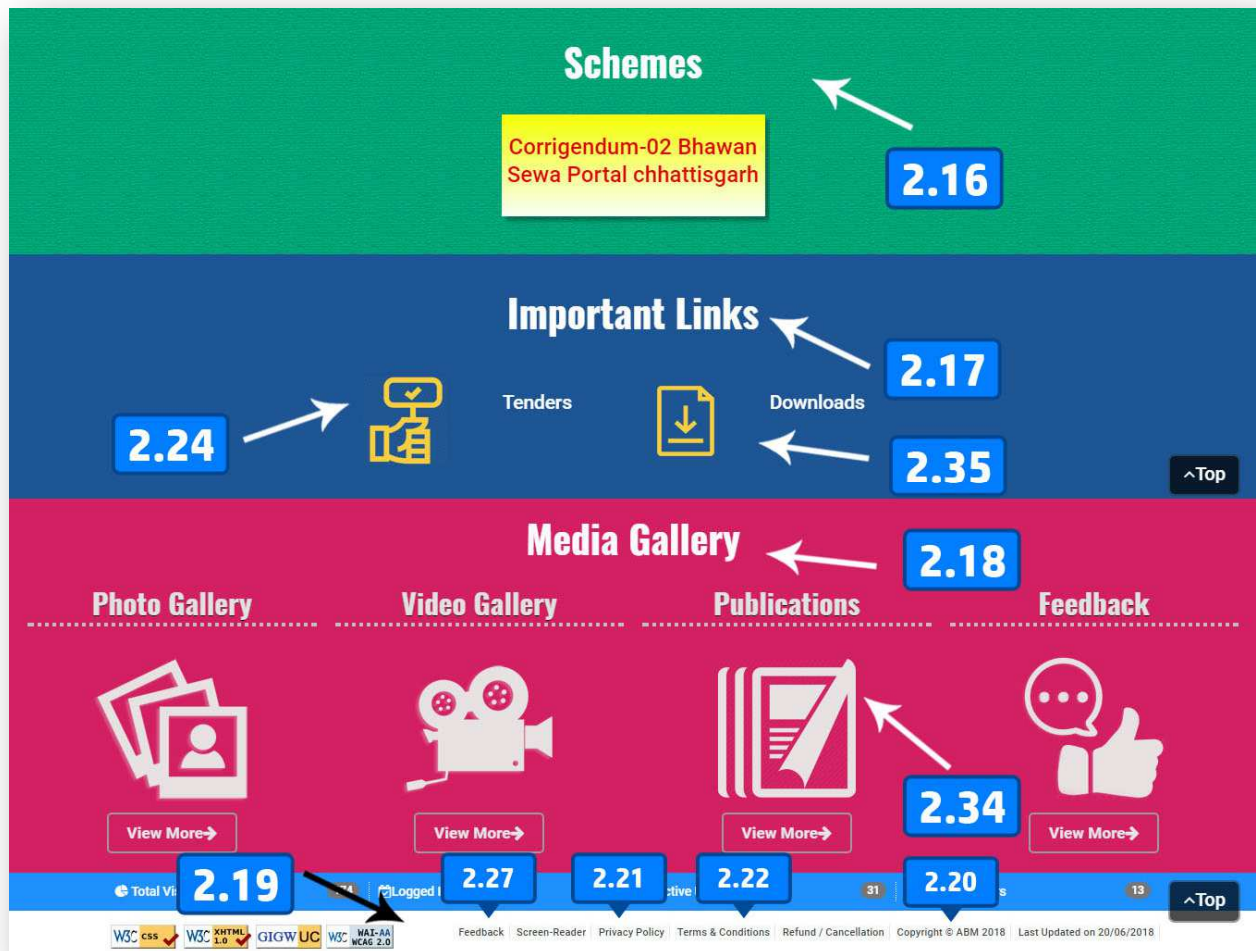 Schemes
Corrigendum-02 Bhawan
Sewa Portal chhattisgarh
2.16
Important Links
2.17
Tenders
Downloads
2.24
2.35
^Top
Media Gallery
2.18
Photo Gallery
Video Gallery
Publications
Feedback
2.34
View More→
View More→
View More→
View More→
Total Vi
2.19
Logged
2.27
2.21
ctive
2.22
31
2.20
s
13
^Top
W3C css
W3C XHTML 1.0
GIGW UC
W3C WAI-AA WCAG 2.0
Feedback
Screen-Reader
Privacy Policy
Terms & Conditions
Refund / Cancellation
Copyright © ABM 2018
Last Updated on 20/06/2018